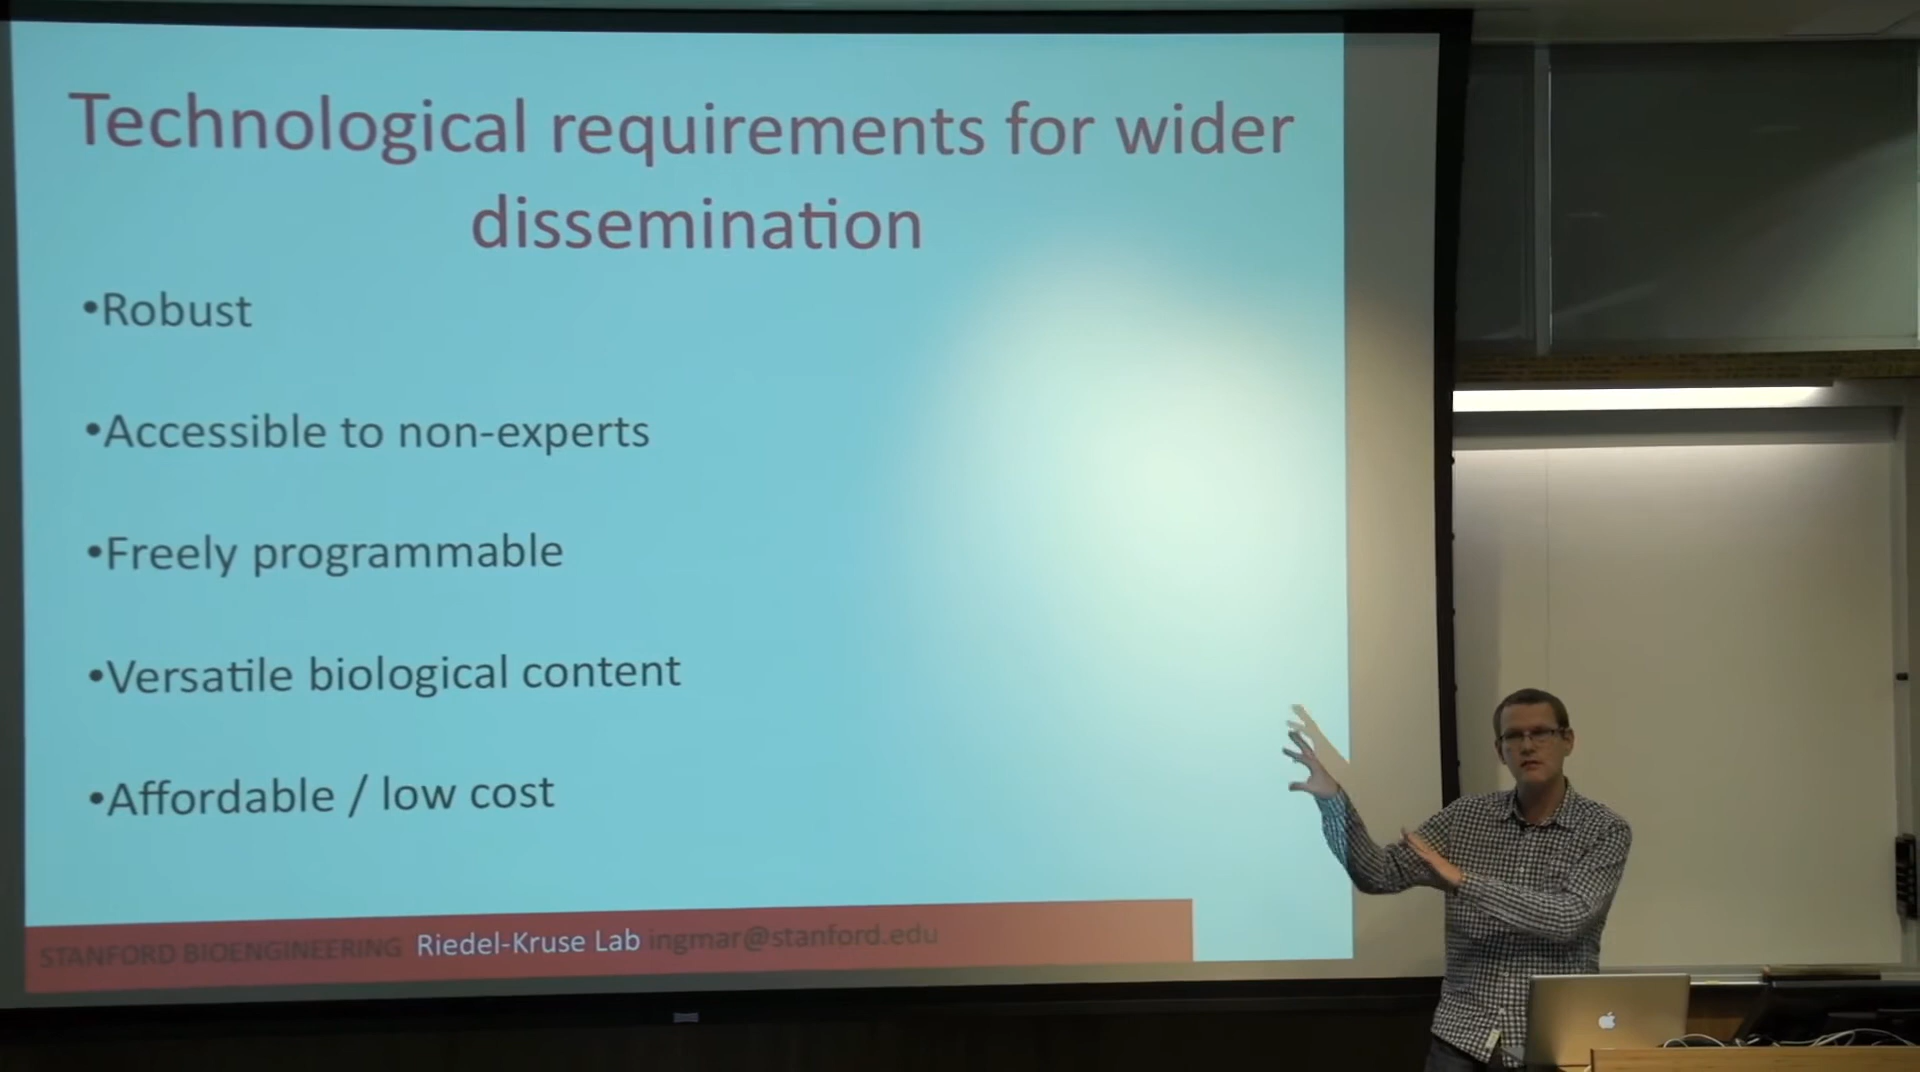 Technological requirements for wider
dissemination
•Robust
•Accessible to non-experts
•Freely programmable
•Versatile biological content
•Affordable / low cost
STANFORD BIOENGINEERING Riedel-Kruse Lab ingmar@stanford.edu